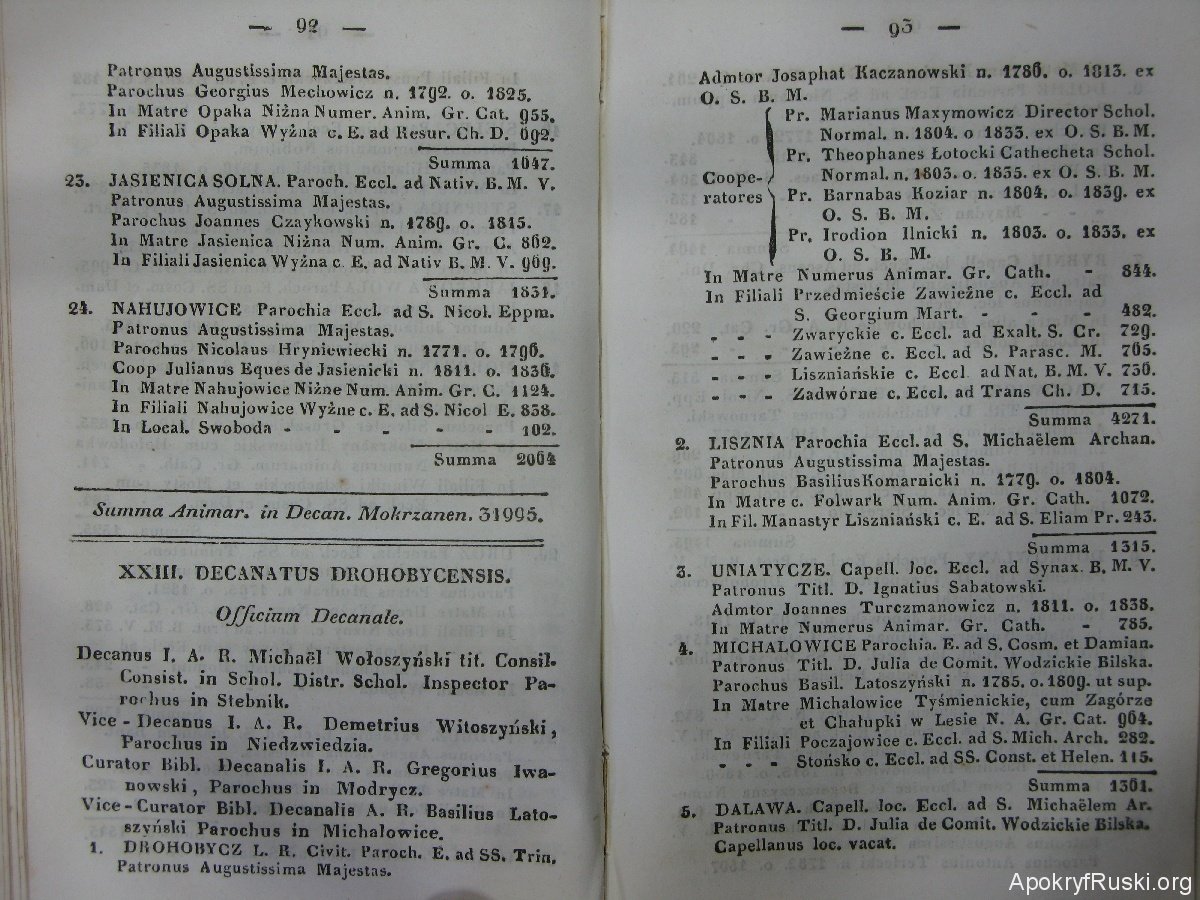 — 92 —
Patronus Augustissima Majestas.
Parochus Georgius Mechowicz n. 1792. o. 1825.
In Matre Opaka Niżna Numer. Anim. Gr. Cat. 955.
In Filiali Opaka Wyżna c. E. ad Resur. Ch. D. 692.
Summa 1647.
23. JASIENICA SOLNA. Paroch. Eccl. ad Nativ. B. M. V.
Patronus Augustissima Majestas.
Parochus Joannes Czaykowski n. 1789. o. 1815.
In Matre Jasienica Niżna Num. Anim. Gr. C. 862.
In Filiali Jasienica Wyżna c. E. ad Nativ B. M. V. 969.
Summa 1831.
24. NAHUJOWICE Parochia Eccl. ad S. Nicol. Eppm.
Patronus Augustissima Majestas.
Parochus Nicolaus Hryniewiecki n. 1771. o. 1796.
Coop Julianus Eques de Jasienicki n. 1811. o. 1836.
In Matre Nahujowice Niżne Num. Anim. Gr. C. 1124.
In Filiali Nahujowice Wyżne c. E. ad S. Nicol E. 838.
In Local. Swoboda - - - - - - 102.
Summa 2064
Summa Animar. in Decan. Mokrzanen. 31995.
XXIII. DECANATUS DROHOBYCENSIS.
Officium Decanale.
Decanus I. A. R. Michaël Wołoszyński tit. Consil.
Consist. in Schol. Distr. Schol. Inspector Pa-
rochus in Stebnik.
Vice - Decanus I. A. R. Demetrius Witoszyński,
Parochus in Niedzwiedzia.
Curator Bibl. Decanalis I. A. R. Gregorius Iwa-
nowski, Parochus in Modrycz.
Vice-Curator Bibl. Decanalis A. R. Basilius Lato-
szyński Parochus in Michalowice.
1. DROHOBYCZ L. R. Civit. Paroch. E. ad SS. Trin.
Patronus Augustissima Majestas.
— 93 —
Admtor Josaphat Kaczanowski n. 1786. o. 1813. ex
O. S. B. M.
Pr. Marianus Maxymowicz Director Schol.
Normal. n. 1804. o 1833. ex O. S. B. M.
Pr. Theophanes Łotocki Cathecheta Schol.
Normal. n. 1803. o. 1835. ex O. S. B. M.
Coope-
ratores
Pr. Barnabas Koziar n. 1804. o. 1839. ex
O. S. B. M.
Pr. Irodion Ilnicki n. 1803. o. 1833. ex
O. S. B. M.
In Matre Numerus Animar. Gr. Cath. - 844.
In Filiali Przedmieście Zawieźne c. Eccl. ad
S. Georgium Mart. - - - - 482.
- - - Zwaryckie c. Eccl. ad Exalt. S. Cr. 729.
- - - Zawieźne c. Eccl. ad S. Parasc. M. 765.
- - - Liszniańskie c. Eccl. ad Nat. B. M. V. 736.
- - - Zadwórne c. Eccl. ad Trans Ch. D. 715.
Summa 4271.
2. LISZNIA Parochia Eccl. ad S. Michaëlem Archan.
Patronus Augustissima Majestas.
Parochus Basilius Komarnicki n. 1779. o. 1804.
In Matre c. Folwark Num. Anim. Gr. Cath. 1072.
In Fil. Manastyr Liszniański c. E. ad S. Eliam Pr. 243.
Summa 1315.
3. UNIATYCZE. Capell. loc. Eccl. ad Synax. B. M. V.
Patronus Titl. D. Ignatius Sabatowski.
Admtor Joannes Turczmanowicz n. 1811. o. 1838.
In Matre Numerus Animar. Gr. Cath. - 785.
4. MICHALOWICE Parochia. E. ad S. Cosm. et Damian.
Patronus Titl. D. Julia de Comit. Wodzickie Bilska.
Parochus Basil. Latoszyński n. 1785. o. 1809. ut sup.
In Matre Michalowice Tyśmienickie, cum Zagórze
et Chałupki w Lesie N. A. Gr. Cat. 964.
In Filiali Poczajowice c. Eccl. ad S. Mich. Arch. 282.
- - - Stońsko c. Eccl. ad SS. Const. et Helen. 115.
Summa 1361.
5. DALAWA. Capell. loc. Eccl. ad S. Michaëlem Ar.
Patronus Titl. D. Julia de Comit. Wodzickie Bilska.
Capellanus loc. vacat.
ApokryfRuski.org